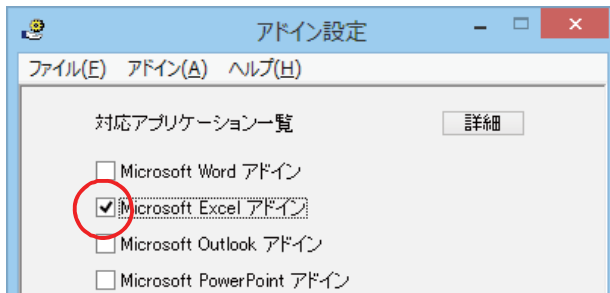 アドイン設定
ファイル(F) アドイン(A) ヘルプ(H)
対応アプリケーション一覧 詳細
Microsoft Word アドイン
Microsoft Excel アドイン
Microsoft Outlook アドイン
Microsoft PowerPoint アドイン